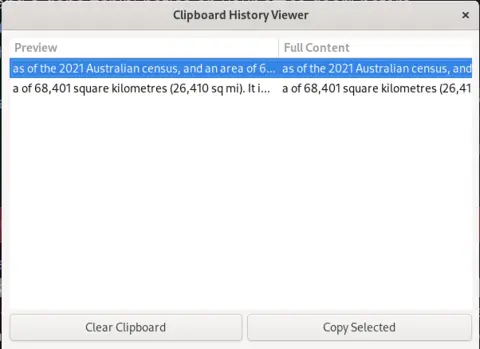 Clipboard History Viewer ×
Preview Full Content
as of the 2021 Australian census, and an area of 6... as of the 2021 Australian census, and
a of 68,401 square kilometres (26,410 sq mi). It i... a of 68,401 square kilometres (26,41
Clear Clipboard Copy Selected